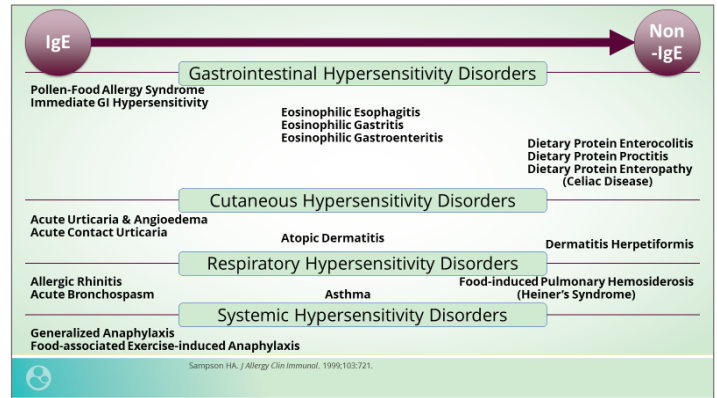 IgE
Non
-IgE
Gastrointestinal Hypersensitivity Disorders
Pollen-Food Allergy Syndrome
Immediate GI Hypersensitivity
Eosinophilic Esophagitis
Eosinophilic Gastritis
Eosinophilic Gastroenteritis
Dietary Protein Enterocolitis
Dietary Protein Proctitis
Dietary Protein Enteropathy
(Celiac Disease)
Cutaneous Hypersensitivity Disorders
Acute Urticaria & Angioedema
Acute Contact Urticaria
Atopic Dermatitis
Dermatitis Herpetiformis
Respiratory Hypersensitivity Disorders
Allergic Rhinitis
Acute Bronchospasm
Asthma
Food-induced Pulmonary Hemosiderosis
(Heiner's Syndrome)
Systemic Hypersensitivity Disorders
Generalized Anaphylaxis
Food-associated Exercise-induced Anaphylaxis
Sampson HA. J Allergy Clin Immunol. 1999;103:721.